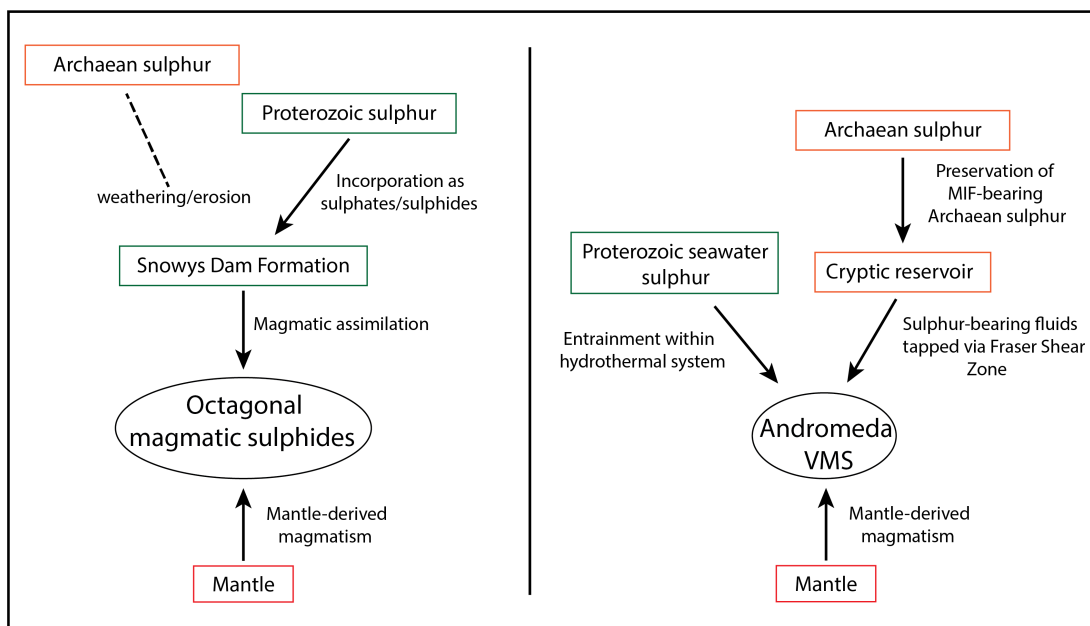 Archaean sulphur
Proterozoic sulphur
weathering/erosion
Incorporation as
sulphates/sulphides
Snowys Dam Formation
Magmatic assimilation
Octagonal
magmatic sulphides
Mantle-derived
magmatism
Mantle
Archaean sulphur
Preservation of
MIF-bearing
Archaean sulphur
Proterozoic seawater
sulphur
Cryptic reservoir
Entrainment within
hydrothermal system
Sulphur-bearing fluids
tapped via Fraser Shear
Zone
Andromeda
VMS
Mantle-derived
magmatism
Mantle